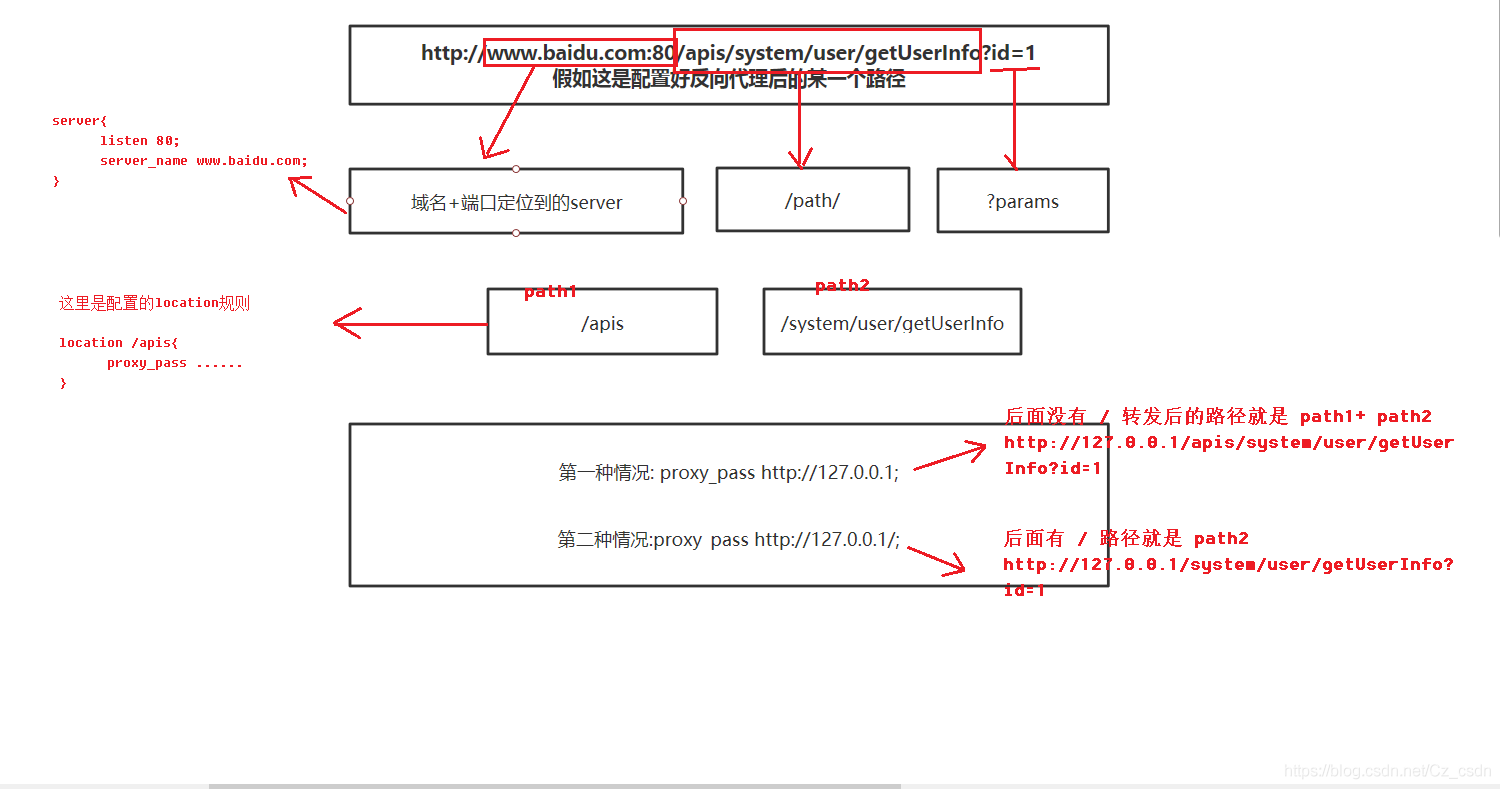 http://www.baidu.com:80/apis/system/user/getUserInfo?id=1
假如这是配置好反向代理后的某一个路径
server{
listen 80;
server_name www.baidu.com;
}
域名+端口定位到的server
/path/
?params
path1
path2
这里是配置的location规则
/apis
/system/user/getUserInfo
location /apis{
proxy_pass ......
}
后面没有 / 转发后的路径就是 path1+ path2
http://127.0.0.1/apis/system/user/getUser
Info?id=1
第一种情况: proxy_pass http://127.0.0.1;
第二种情况:proxy_pass http://127.0.0.1/;
后面有 / 路径就是 path2
http://127.0.0.1/system/user/getUserInfo?
id=1
https://blog.csdn.net/Cz_csdn